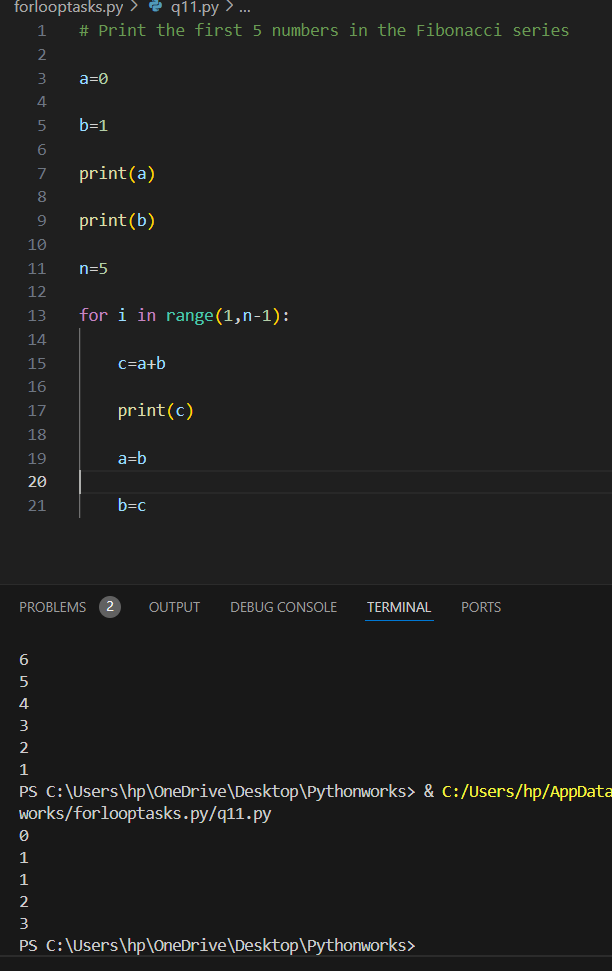 forlooptasks.py > q11.py > ...
1 # Print the first 5 numbers in the Fibonacci series
2
3 a=0
4
5 b=1
6
7 print(a)
8
9 print(b)
10
11 n=5
12
13 for i in range(1,n-1):
14
15     c=a+b
16
17     print(c)
18
19     a=b
20
21     b=c
PROBLEMS 2 OUTPUT DEBUG CONSOLE TERMINAL PORTS
6
5
4
3
2
1
PS C:\Users\hp\OneDrive\Desktop\Pythonworks> & C:/Users/hp/AppData
works/forlooptasks.py/q11.py
0
1
1
2
3
PS C:\Users\hp\OneDrive\Desktop\Pythonworks>